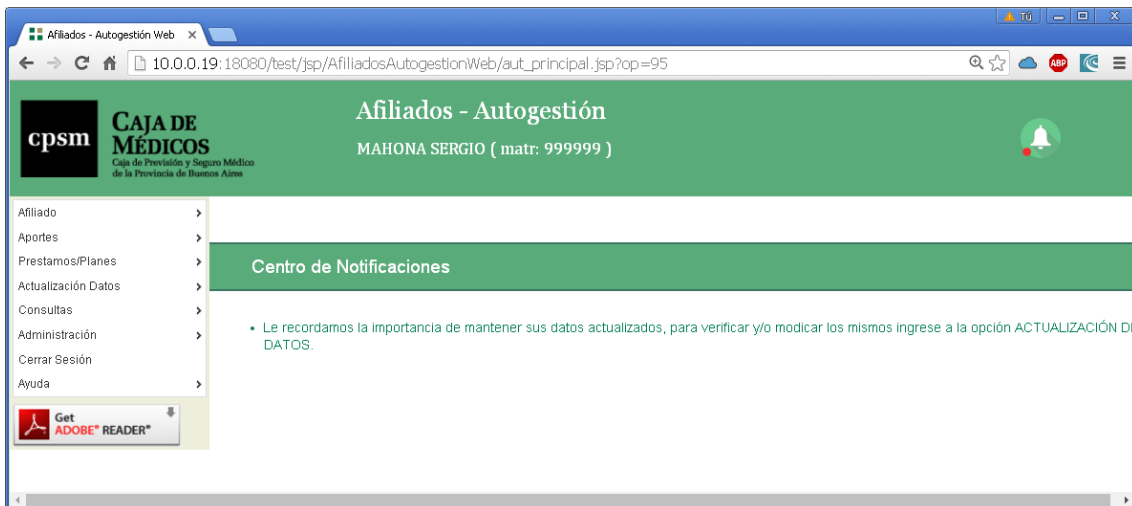 Tú
Afiliados - Autogestión Web
10.0.0.19:18080/test/jsp/AfiliadosAutogestionWeb/aut_principal.jsp?op=95
ABP
cpsm
CAJA DE
MÉDICOS
Caja de Previsión y Seguro Médico
de la Provincia de Buenos Aires
Afiliados - Autogestión
MAHONA SERGIO ( matr: 999999 )
Afiliado
Aportes
Prestamos/Planes
Actualización Datos
Consultas
Administración
Cerrar Sesión
Ayuda
Get
ADOBE® READER®
Centro de Notificaciones
• Le recordamos la importancia de mantener sus datos actualizados, para verificar y/o modicar los mismos ingrese a la opción ACTUALIZACIÓN DE
DATOS.